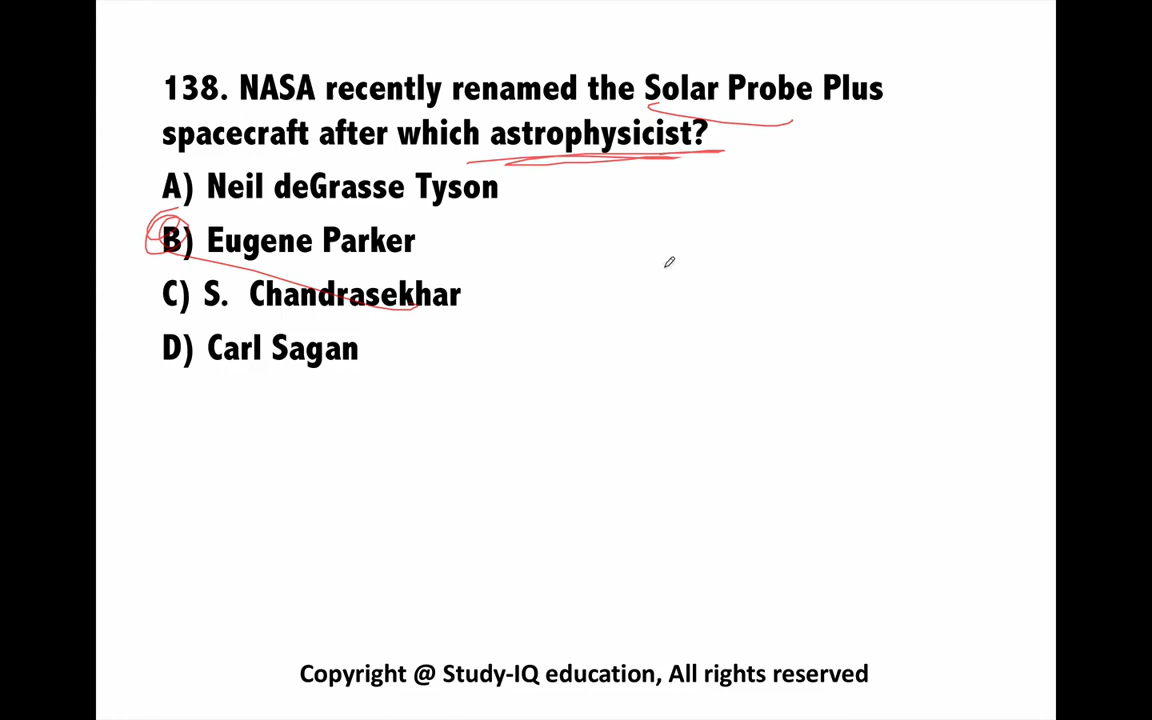 138. NASA recently renamed the Solar Probe Plus
spacecraft after which astrophysicist?
A) Neil deGrasse Tyson
B) Eugene Parker
C) S. Chandrasekhar
D) Carl Sagan
Copyright @ Study-IQ education, All rights reserved